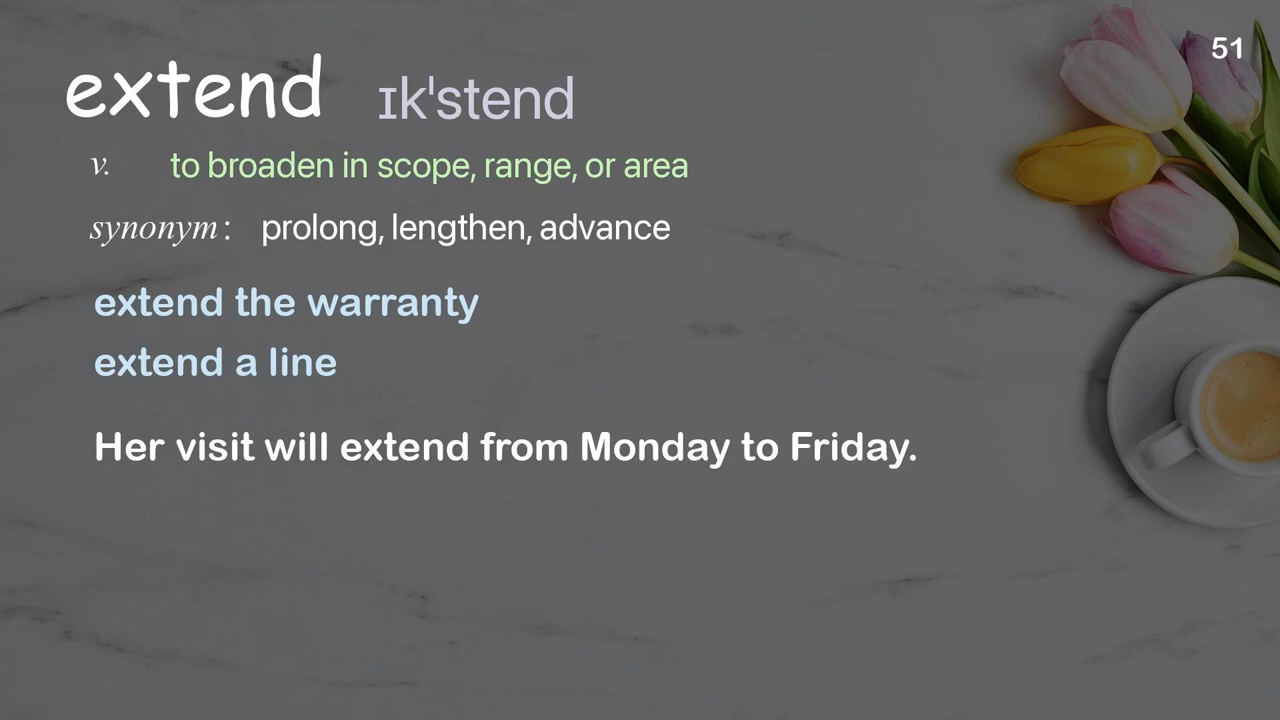 51
extend ɪk'stend
v. to broaden in scope, range, or area
synonym : prolong, lengthen, advance
extend the warranty
extend a line
Her visit will extend from Monday to Friday.